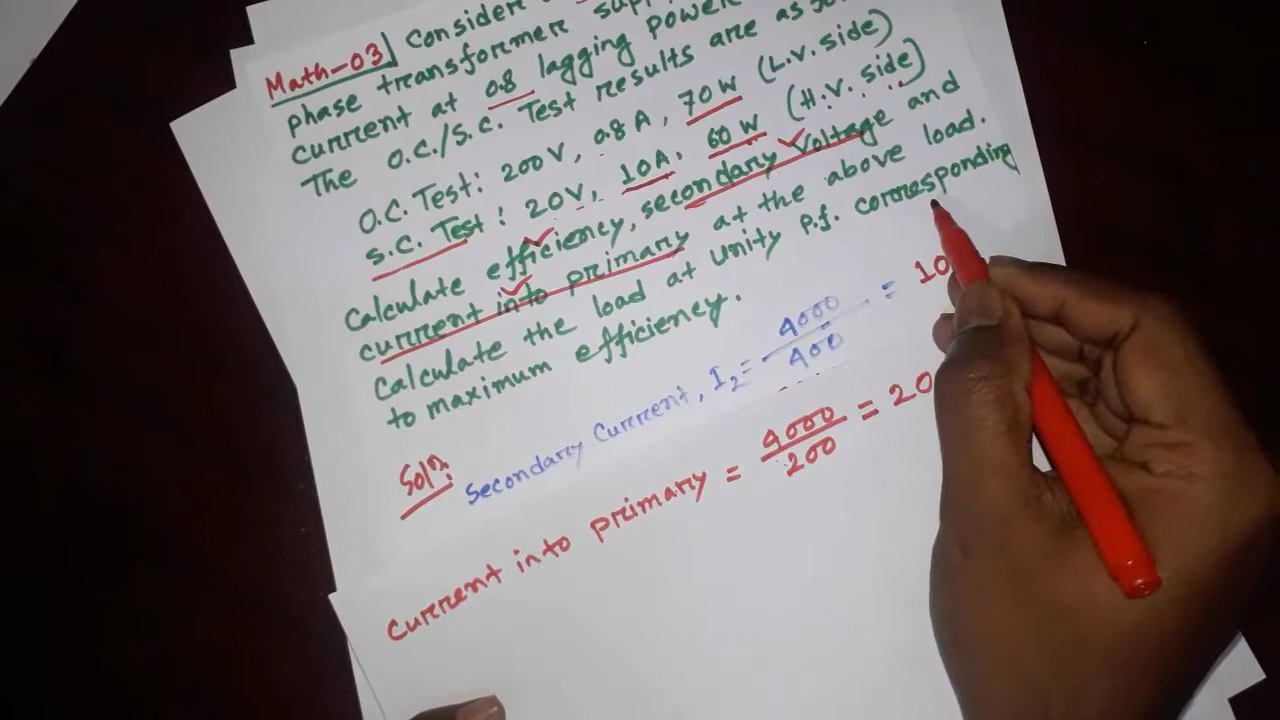 Math-03 Consider
phase transformer
current at 0.8 lagging power
The O.C./S.C. Test results are as
O.C. Test: 200V, 0.8A, 70W (L.V. side)
S.C. Test: 20V, 10A, 60W (H.V. side)
Calculate efficiency, secondary voltage and
current into primary at the above load.
Calculate the load at unity p.f. corresponding
to maximum efficiency.
Soln:
Secondary Current, I2 = 4000/400 = 10
Current into primary = 4000/200 = 20